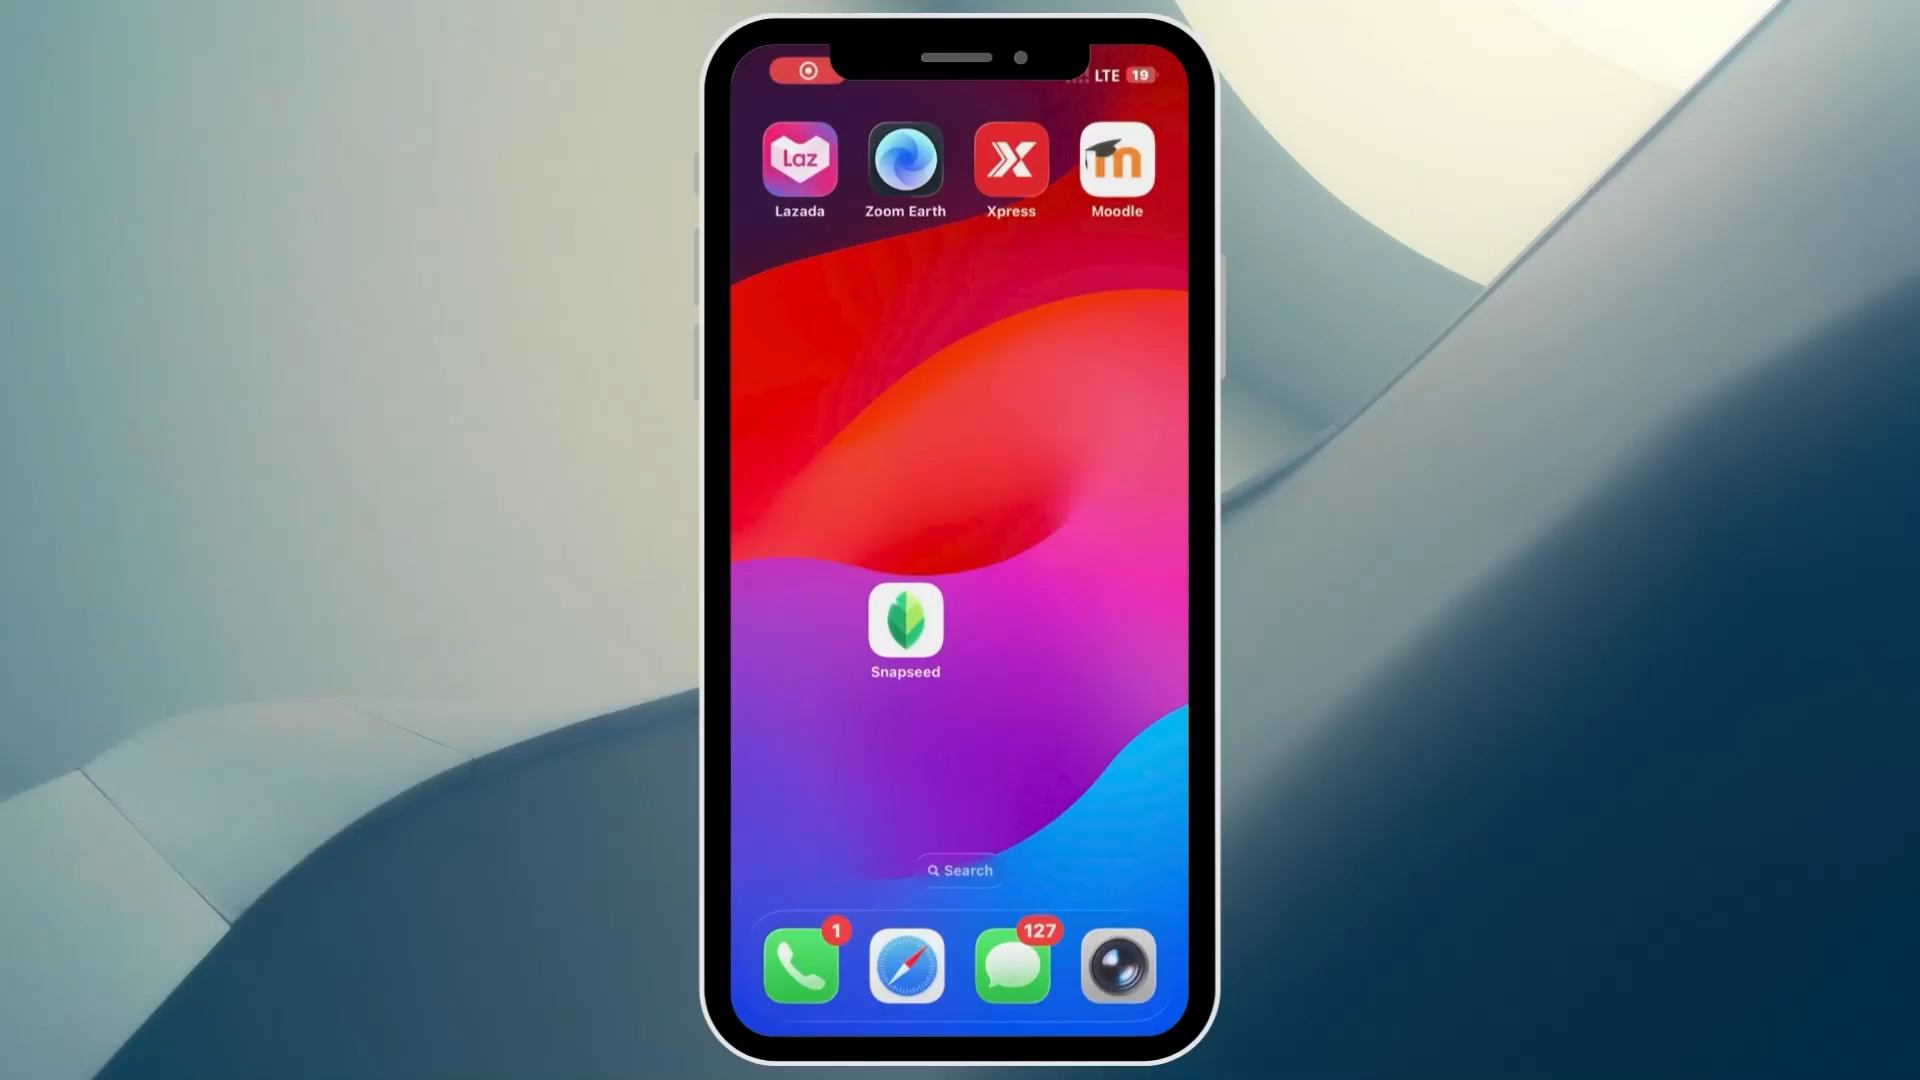 LTE 19
Laz
m
Lazada Zoom Earth Xpress Moodle
Snapseed
Search
1 127